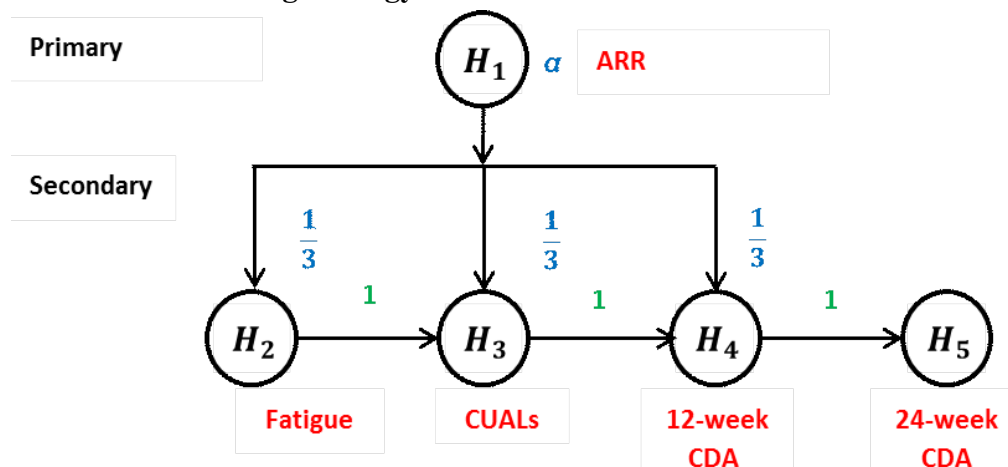 Primary
H₁ α ARR
Secondary
1/3 1/3 1/3
1 1 1
H₂ H₃ H₄ H₅
Fatigue CUALs 12-week CDA 24-week CDA